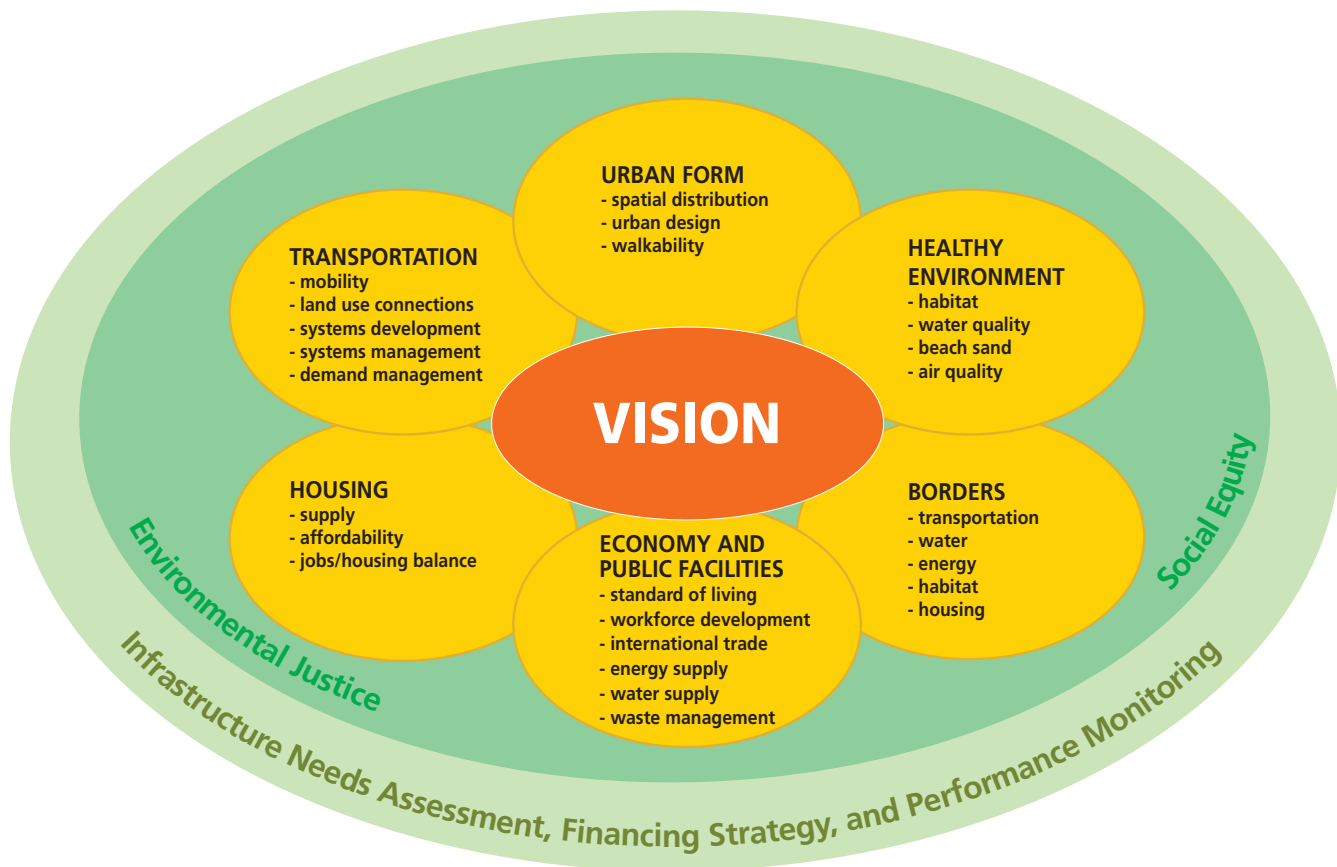 URBAN FORM
- spatial distribution
- urban design
- walkability
TRANSPORTATION
- mobility
- land use connections
- systems development
- systems management
- demand management
HEALTHY
ENVIRONMENT
- habitat
- water quality
- beach sand
- air quality
VISION
HOUSING
- supply
- affordability
- jobs/housing balance
ECONOMY AND
PUBLIC FACILITIES
- standard of living
- workforce development
- international trade
- energy supply
- water supply
- waste management
BORDERS
- transportation
- water
- energy
- habitat
- housing
Environmental Justice
Social Equity
Infrastructure Needs Assessment, Financing Strategy, and Performance Monitoring